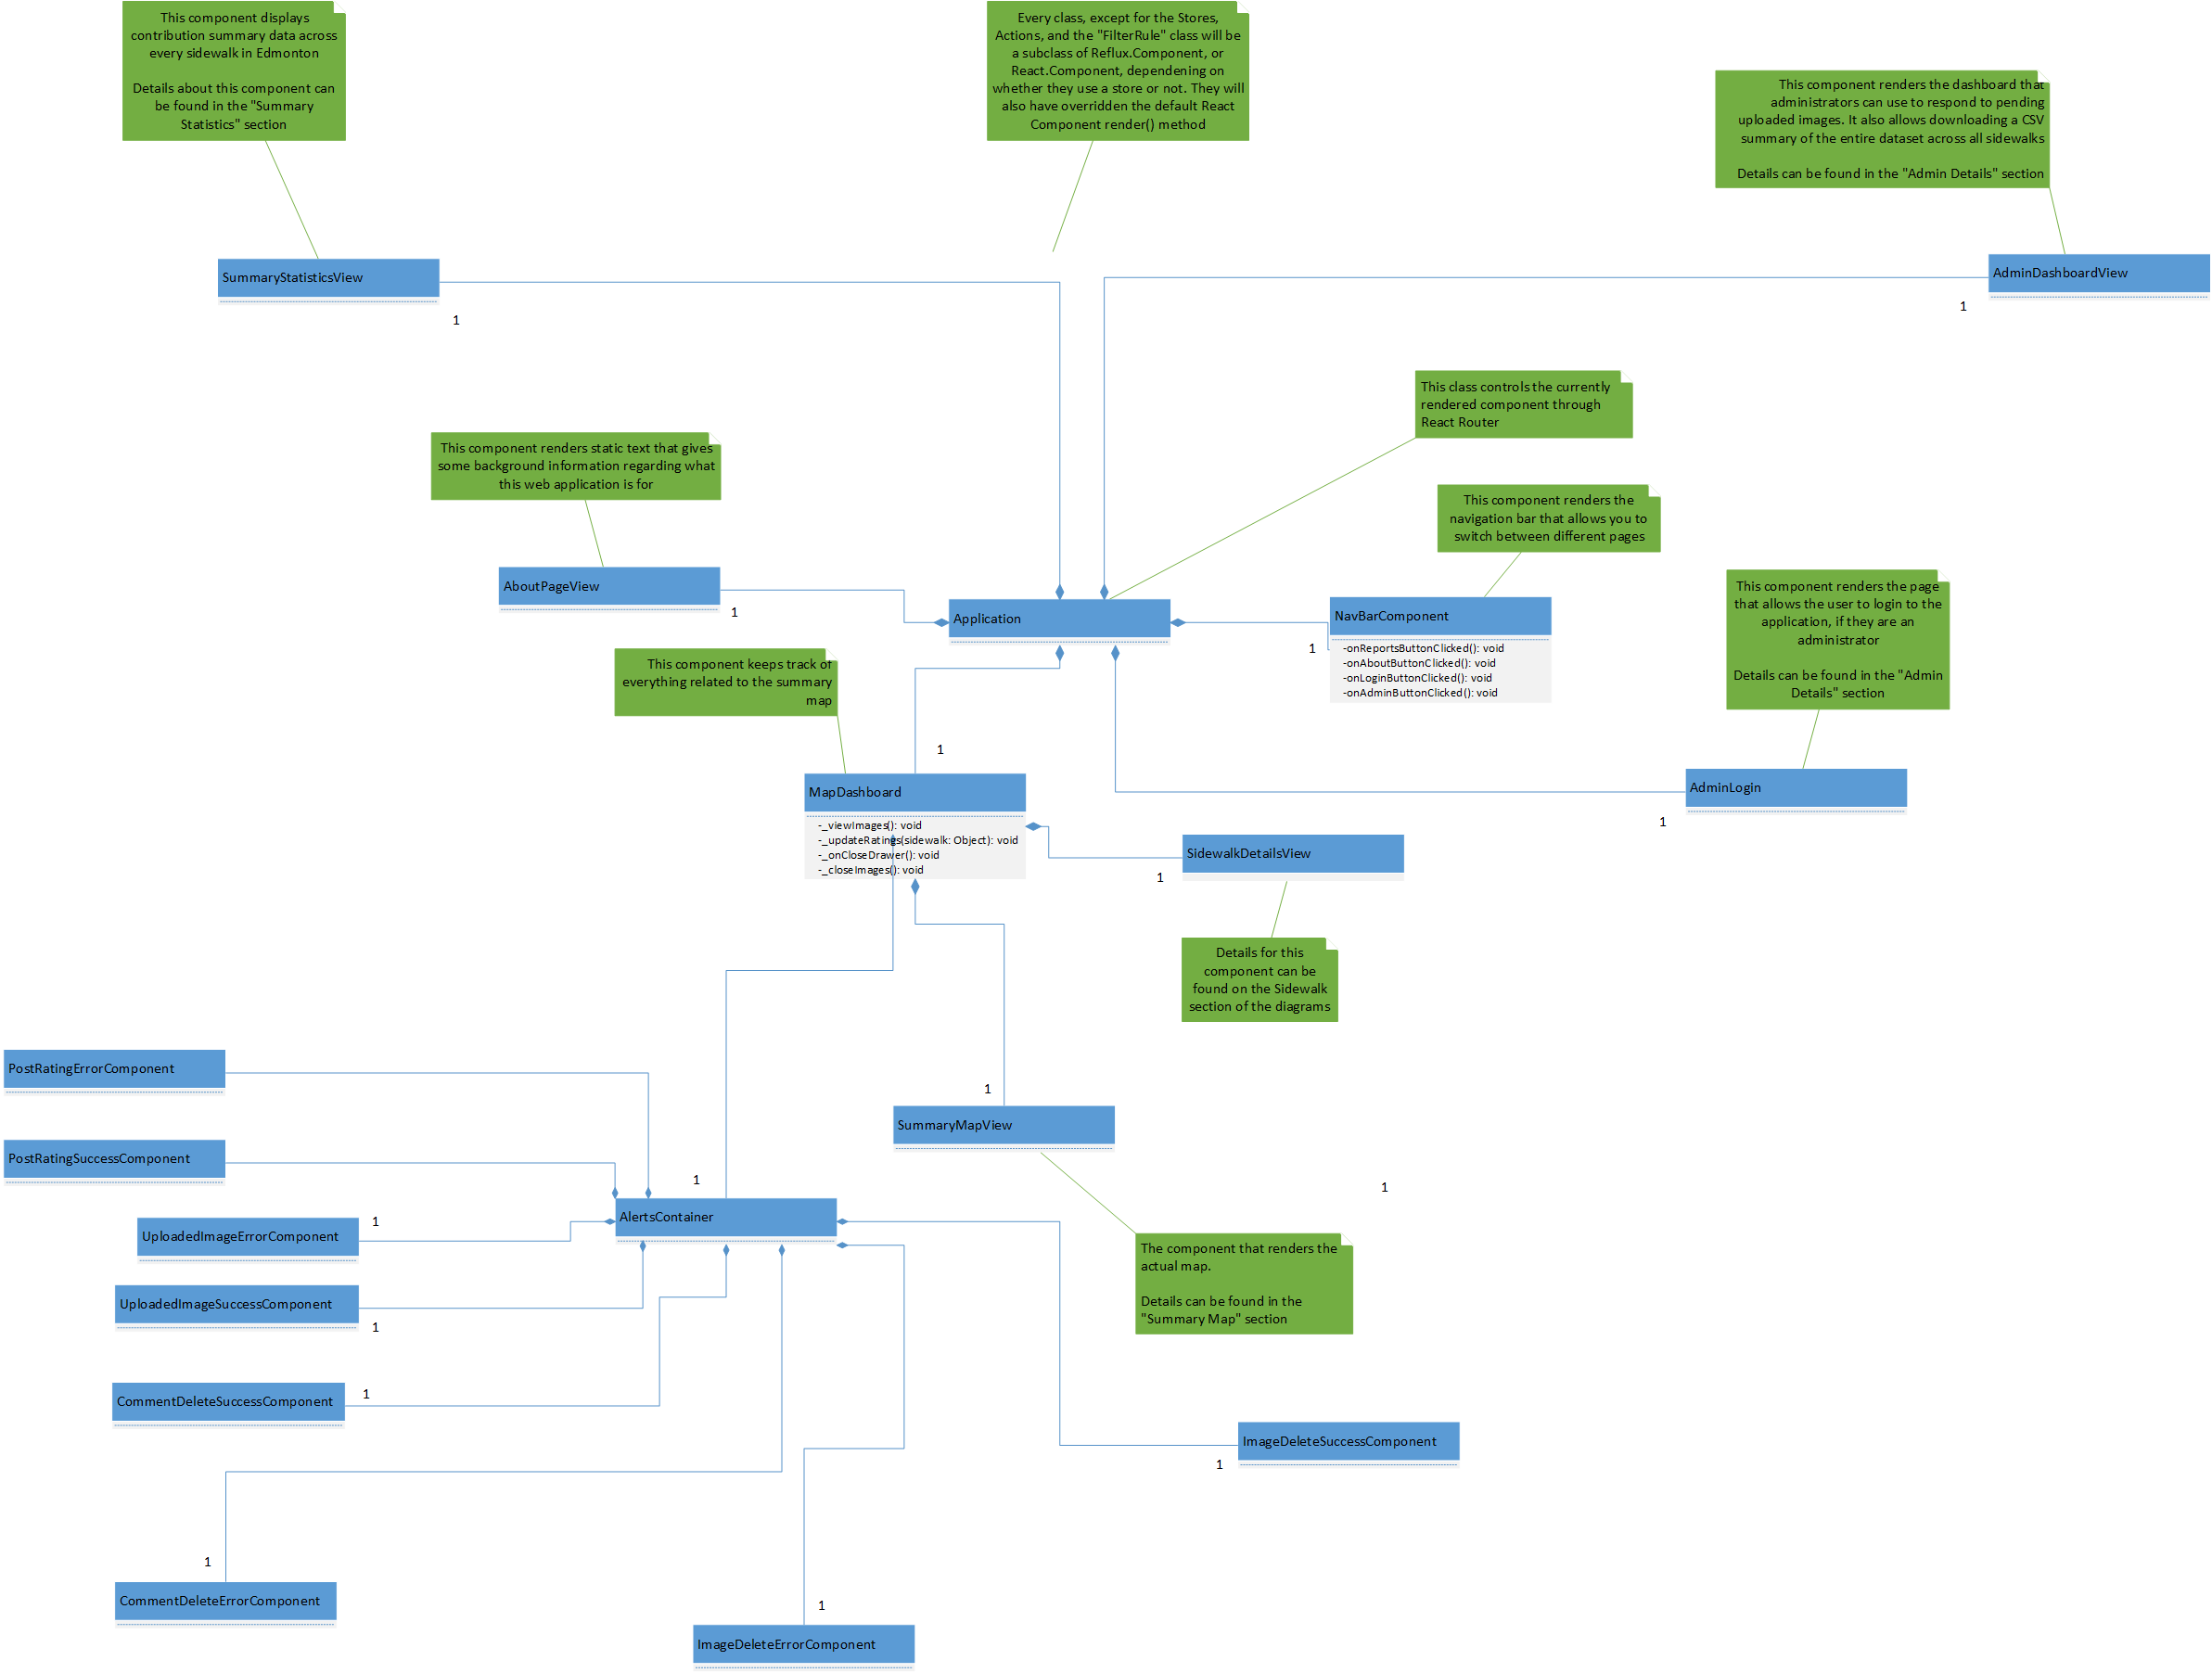 This component displays
contribution summary data across
every sidewalk in Edmonton
Details about this component can
be found in the "Summary
Statistics" section
Every class, except for the Stores,
Actions, and the "FilterRule" class will be
a subclass of Reflux.Component, or
React.Component, dependening on
whether they use a store or not. They will
also have overridden the default React
Component render() method
This component renders the dashboard that
administrators can use to respond to pending
uploaded images. It also allows downloading a CSV
summary of the entire dataset across all sidewalks
Details can be found in the "Admin Details" section
SummaryStatisticsView
1
AdminDashboardView
1
This class controls the currently
rendered component through
React Router
This component renders static text that gives
some background information regarding what
this web application is for
This component renders the
navigation bar that allows you to
switch between different pages
AboutPageView
1
Application
NavBarComponent
1
-onReportsButtonClicked(): void
-onAboutButtonClicked(): void
-onLoginButtonClicked(): void
-onAdminButtonClicked(): void
This component renders the page
that allows the user to login to the
application, if they are an
administrator
Details can be found in the "Admin
Details" section
This component keeps track of
everything related to the summary
map
1
MapDashboard
-_viewImages(): void
-_updateRatings(sidewalk: Object): void
-_onCloseDrawer(): void
-_closeImages(): void
AdminLogin
1
SidewalkDetailsView
1
Details for this
component can be
found on the Sidewalk
section of the diagrams
PostRatingErrorComponent
1
SummaryMapView
PostRatingSuccessComponent
1
1
AlertsContainer
1
UploadedImageErrorComponent
The component that renders the
actual map.
Details can be found in the
"Summary Map" section
UploadedImageSuccessComponent
1
CommentDeleteSuccessComponent
1
ImageDeleteSuccessComponent
1
1
CommentDeleteErrorComponent
1
ImageDeleteErrorComponent